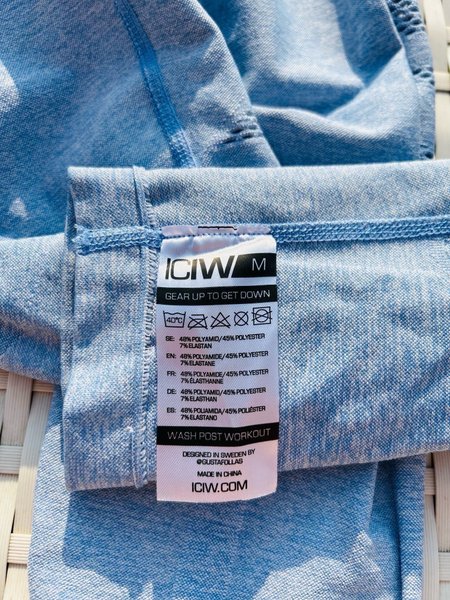 ICIW M
GEAR UP TO GET DOWN
40°C
SE: 48% POLYAMID/45% POLYESTER
7% ELASTAN
EN: 48% POLYAMIDE/45% POLYESTER
7% ELASTANE
FR: 48% POLYAMIDE/45% POLYESTER
7% ÉLASTHANNE
DE: 48% POLYAMID/45% POLYESTER
7% ELASTHAN
ES: 48% POLIAMIDA/45% POLIÉSTER
7% ELASTANO
WASH POST WORKOUT
DESIGNED IN SWEDEN BY
@GUSTAFOLLAS
MADE IN CHINA
ICIW.COM